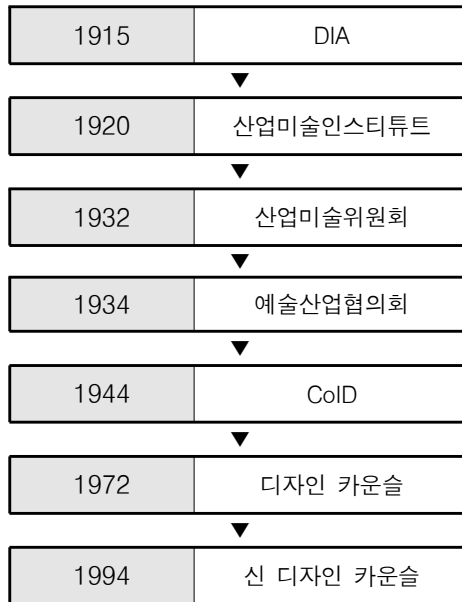 1915 DIA
▼
1920 산업미술인스티튜트
▼
1932 산업미술위원회
▼
1934 예술산업협의회
▼
1944 CoID
▼
1972 디자인 카운슬
▼
1994 신 디자인 카운슬